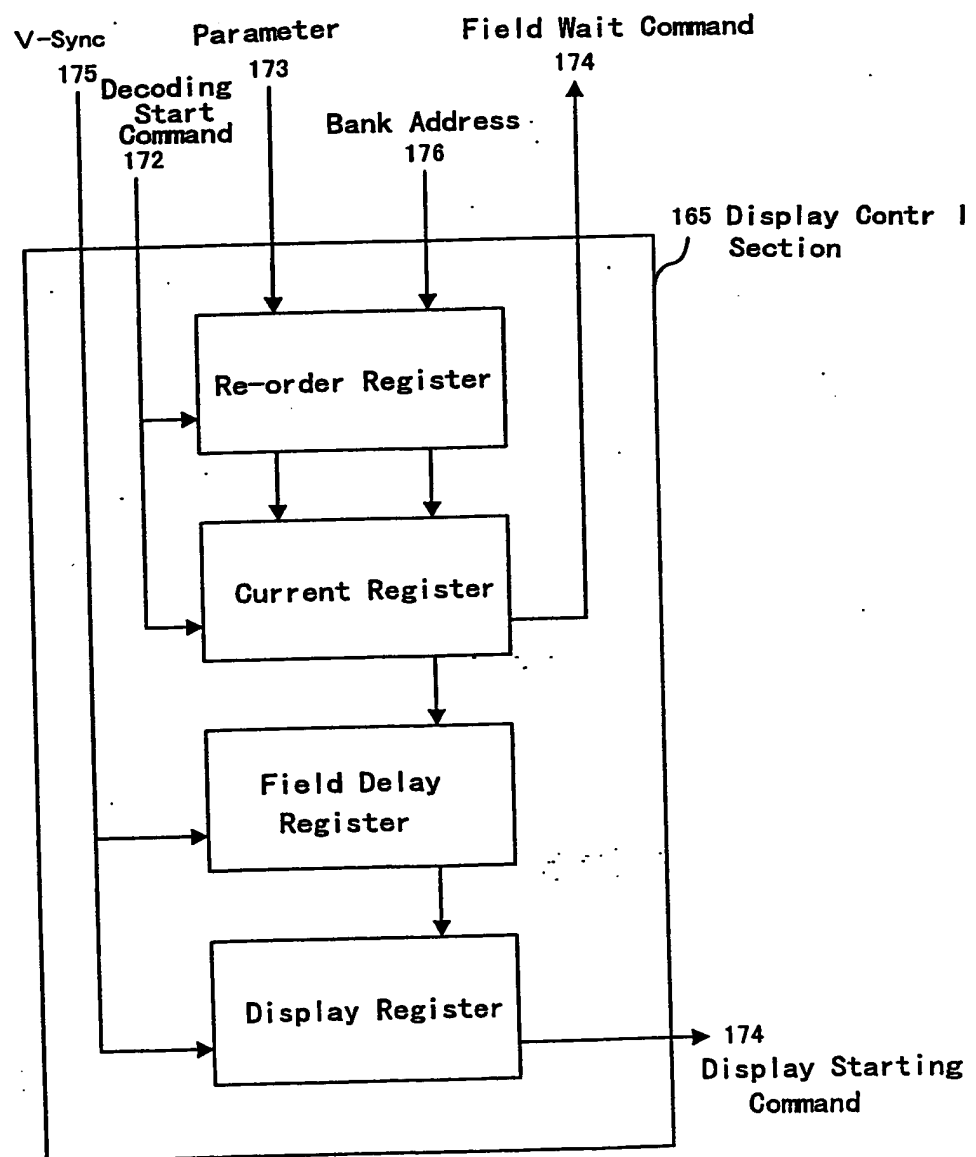 V-Sync
175
Parameter
173
Field Wait Command
174
Decoding
Start
Command
172
Bank Address
176
165 Display Contr l
Section
Re-order Register
Current Register
Field Delay
Register
Display Register
174
Display Starting
Command